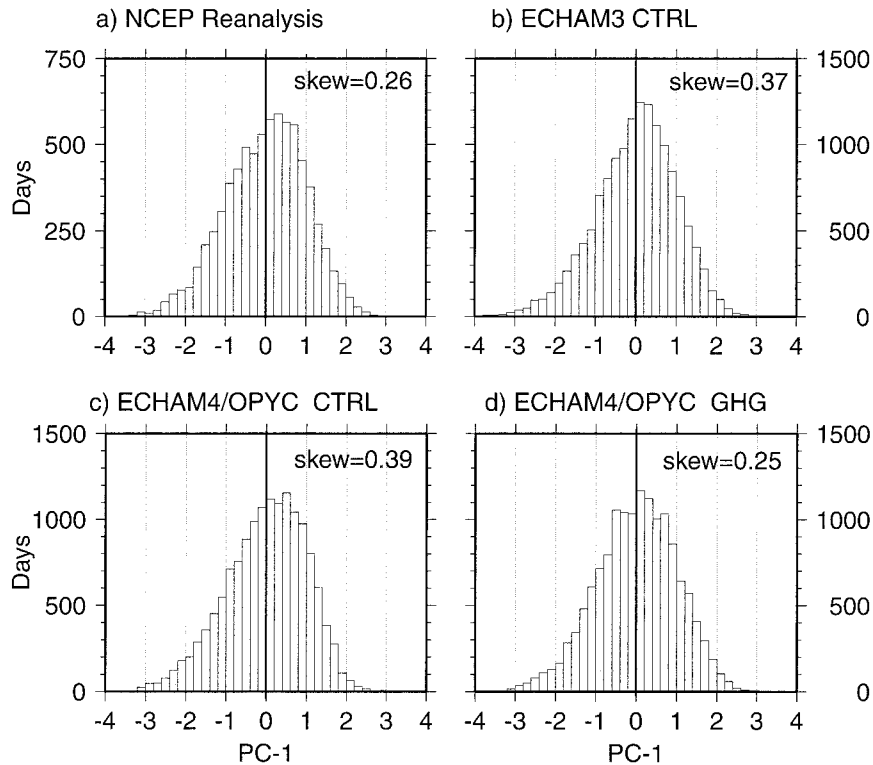 a) NCEP Reanalysis
b) ECHAM3 CTRL
750
500
250
0
Days
skew=0.26
-4 -3 -2 -1 0 1 2 3 4
skew=0.37
1500
1000
500
0
-4 -3 -2 -1 0 1 2 3 4
c) ECHAM4/OPYC CTRL
d) ECHAM4/OPYC GHG
1500
1000
500
0
Days
skew=0.39
-4 -3 -2 -1 0 1 2 3 4
PC-1
skew=0.25
1500
1000
500
0
-4 -3 -2 -1 0 1 2 3 4
PC-1